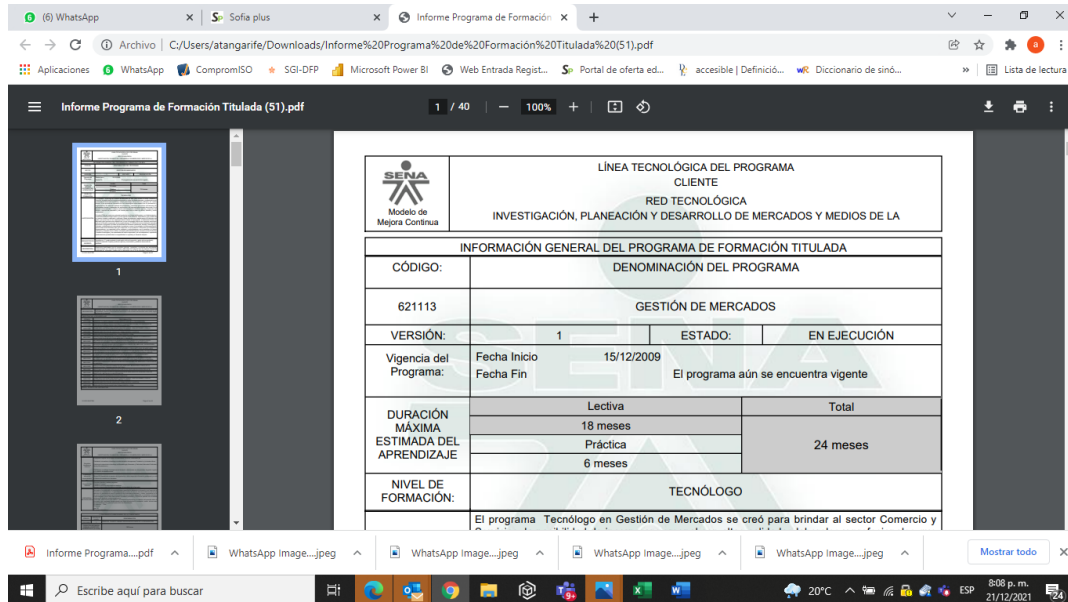 (6) WhatsApp
Sofia plus
Informe Programa de Formación
Archivo | C:/Users/atangarife/Downloads/Informe%20Programa%20de%20Formación%20Titulada%20(51).pdf
Aplicaciones WhatsApp CompromISO SGI-DFP Microsoft Power BI Web Entrada Regist... Portal de oferta ed... accesible | Definició... Diccionario de sinó... » Lista de lectura
Informe Programa de Formación Titulada (51).pdf 1 / 40 100%
1
2
SENA
Modelo de
Mejora Continua
LÍNEA TECNOLÓGICA DEL PROGRAMA
CLIENTE
RED TECNOLÓGICA
INVESTIGACIÓN, PLANEACIÓN Y DESARROLLO DE MERCADOS Y MEDIOS DE LA
INFORMACIÓN GENERAL DEL PROGRAMA DE FORMACIÓN TITULADA
CÓDIGO: DENOMINACIÓN DEL PROGRAMA
621113 GESTIÓN DE MERCADOS
VERSIÓN: 1 ESTADO: EN EJECUCIÓN
Vigencia del
Programa:
Fecha Inicio 15/12/2009
Fecha Fin El programa aún se encuentra vigente
DURACIÓN
MÁXIMA
ESTIMADA DEL
APRENDIZAJE
Lectiva Total
18 meses
Práctica
6 meses
24 meses
NIVEL DE
FORMACIÓN:
TECNÓLOGO
El programa Tecnólogo en Gestión de Mercados se creó para brindar al sector Comercio y
SENA
Informe Programa....pdf WhatsApp Image....jpeg WhatsApp Image....jpeg WhatsApp Image....jpeg WhatsApp Image....jpeg Mostrar todo
Escribe aquí para buscar
20°C ESP 8:08 p. m.
21/12/2021